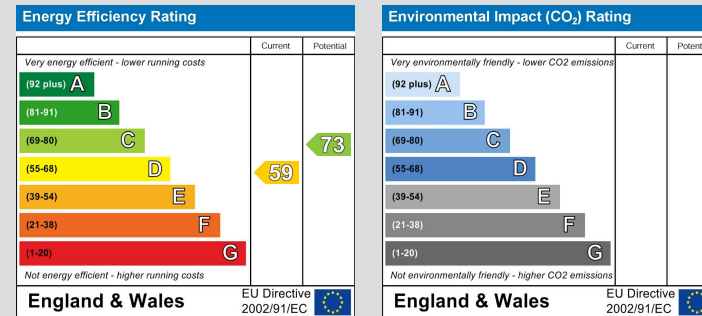 Energy Efficiency Rating
Current Potential
Very energy efficient - lower running costs
(92 plus) A
(81-91) B
(69-80) C
73
(55-68) D
59
(39-54) E
(21-38) F
(1-20) G
Not energy efficient - higher running costs
England & Wales
EU Directive
2002/91/EC
Environmental Impact (CO₂) Rating
Current Potent
Very environmentally friendly - lower CO2 emissions
(92 plus) A
(81-91) B
(69-80) C
(55-68) D
(39-54) E
(21-38) F
(1-20) G
Not environmentally friendly - higher CO2 emissions
England & Wales
EU Directive
2002/91/EC